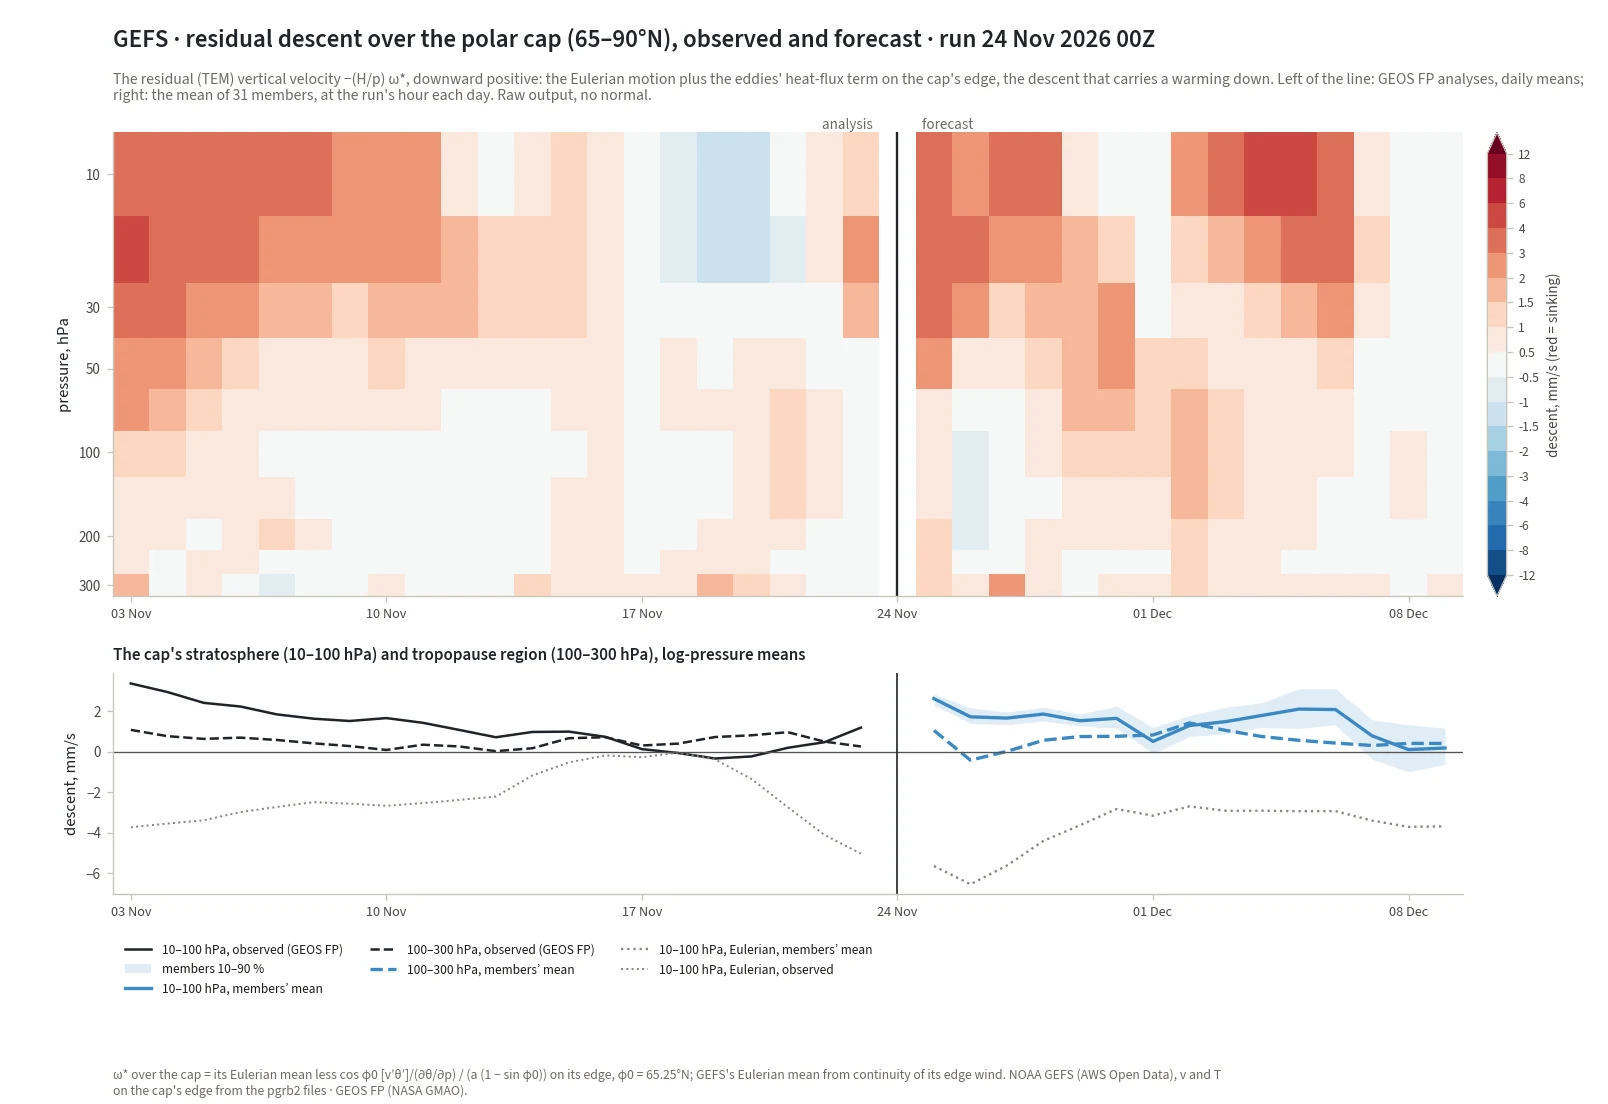 GEFS · residual descent over the polar cap (65–90°N), observed and forecast · run 24 Nov 2026 00Z
The residual (TEM) vertical velocity −(H/p) ω*, downward positive: the Eulerian motion plus the eddies' heat-flux term on the cap's edge, the descent that carries a warming down. Left of the line: GEOS FP analyses, daily means;
right: the mean of 31 members, at the run's hour each day. Raw output, no normal.
analysis
forecast
10
30
50
100
200
300
pressure, hPa
03 Nov
10 Nov
17 Nov
24 Nov
01 Dec
08 Dec
12
8
6
4
3
2
1.5
1
0.5
-0.5
-1
-1.5
-2
-3
-4
-6
-8
-12
descent, mm/s (red = sinking)
The cap's stratosphere (10–100 hPa) and tropopause region (100–300 hPa), log-pressure means
2
0
−2
−4
−6
descent, mm/s
03 Nov
10 Nov
17 Nov
24 Nov
01 Dec
08 Dec
10–100 hPa, observed (GEOS FP)
members 10–90 %
10–100 hPa, members’ mean
100–300 hPa, observed (GEOS FP)
100–300 hPa, members’ mean
10–100 hPa, Eulerian, members’ mean
10–100 hPa, Eulerian, observed
ω* over the cap = its Eulerian mean less cos φ0 [v′θ′]/(∂θ/∂p) / (a (1 − sin φ0)) on its edge, φ0 = 65.25°N; GEFS's Eulerian mean from continuity of its edge wind. NOAA GEFS (AWS Open Data), v and T
on the cap's edge from the pgrb2 files · GEOS FP (NASA GMAO).